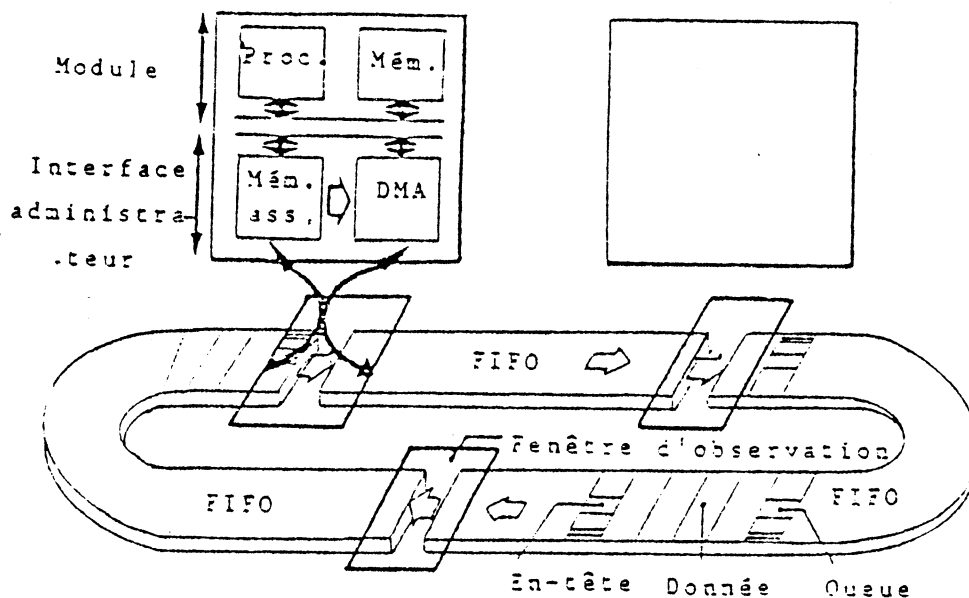 Module
Proc.
Mém.
Interface
administra-
.teur
Mém.
ass.
DMA
FIFO
Fenêtre d'observation
FIFO
FIFO
En-tête
Donnée
Queue